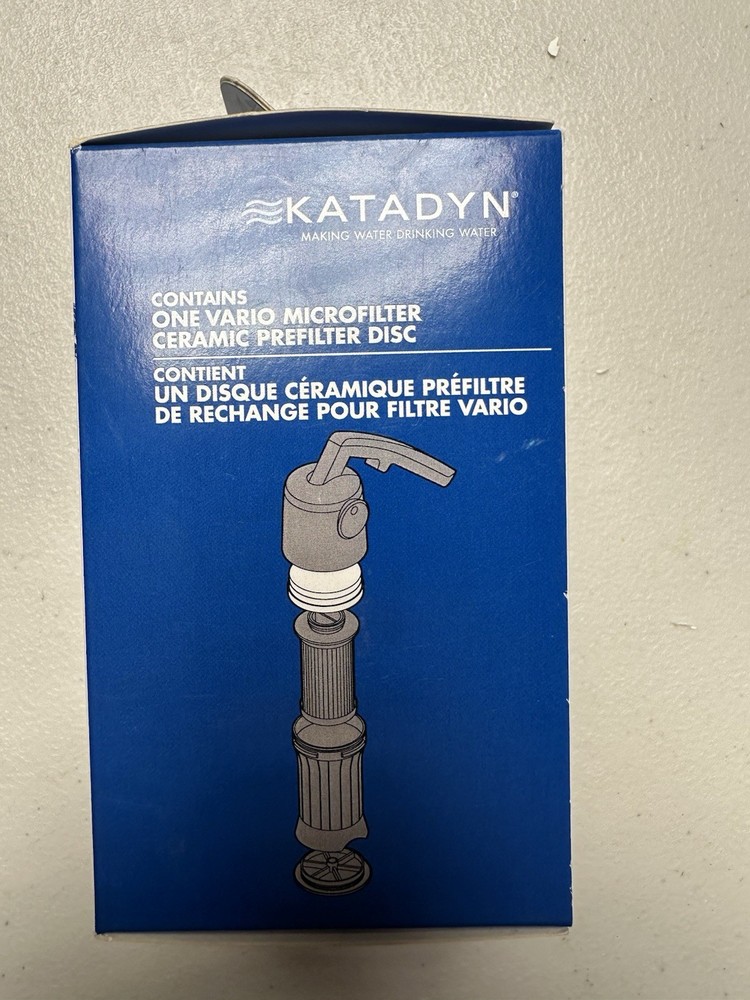 KATADYN®
MAKING WATER DRINKING WATER
CONTAINS
ONE VARIO MICROFILTER
CERAMIC PREFILTER DISC
CONTIENT
UN DISQUE CÉRAMIQUE PRÉFILTRE
DE RECHANGE POUR FILTRE VARIO